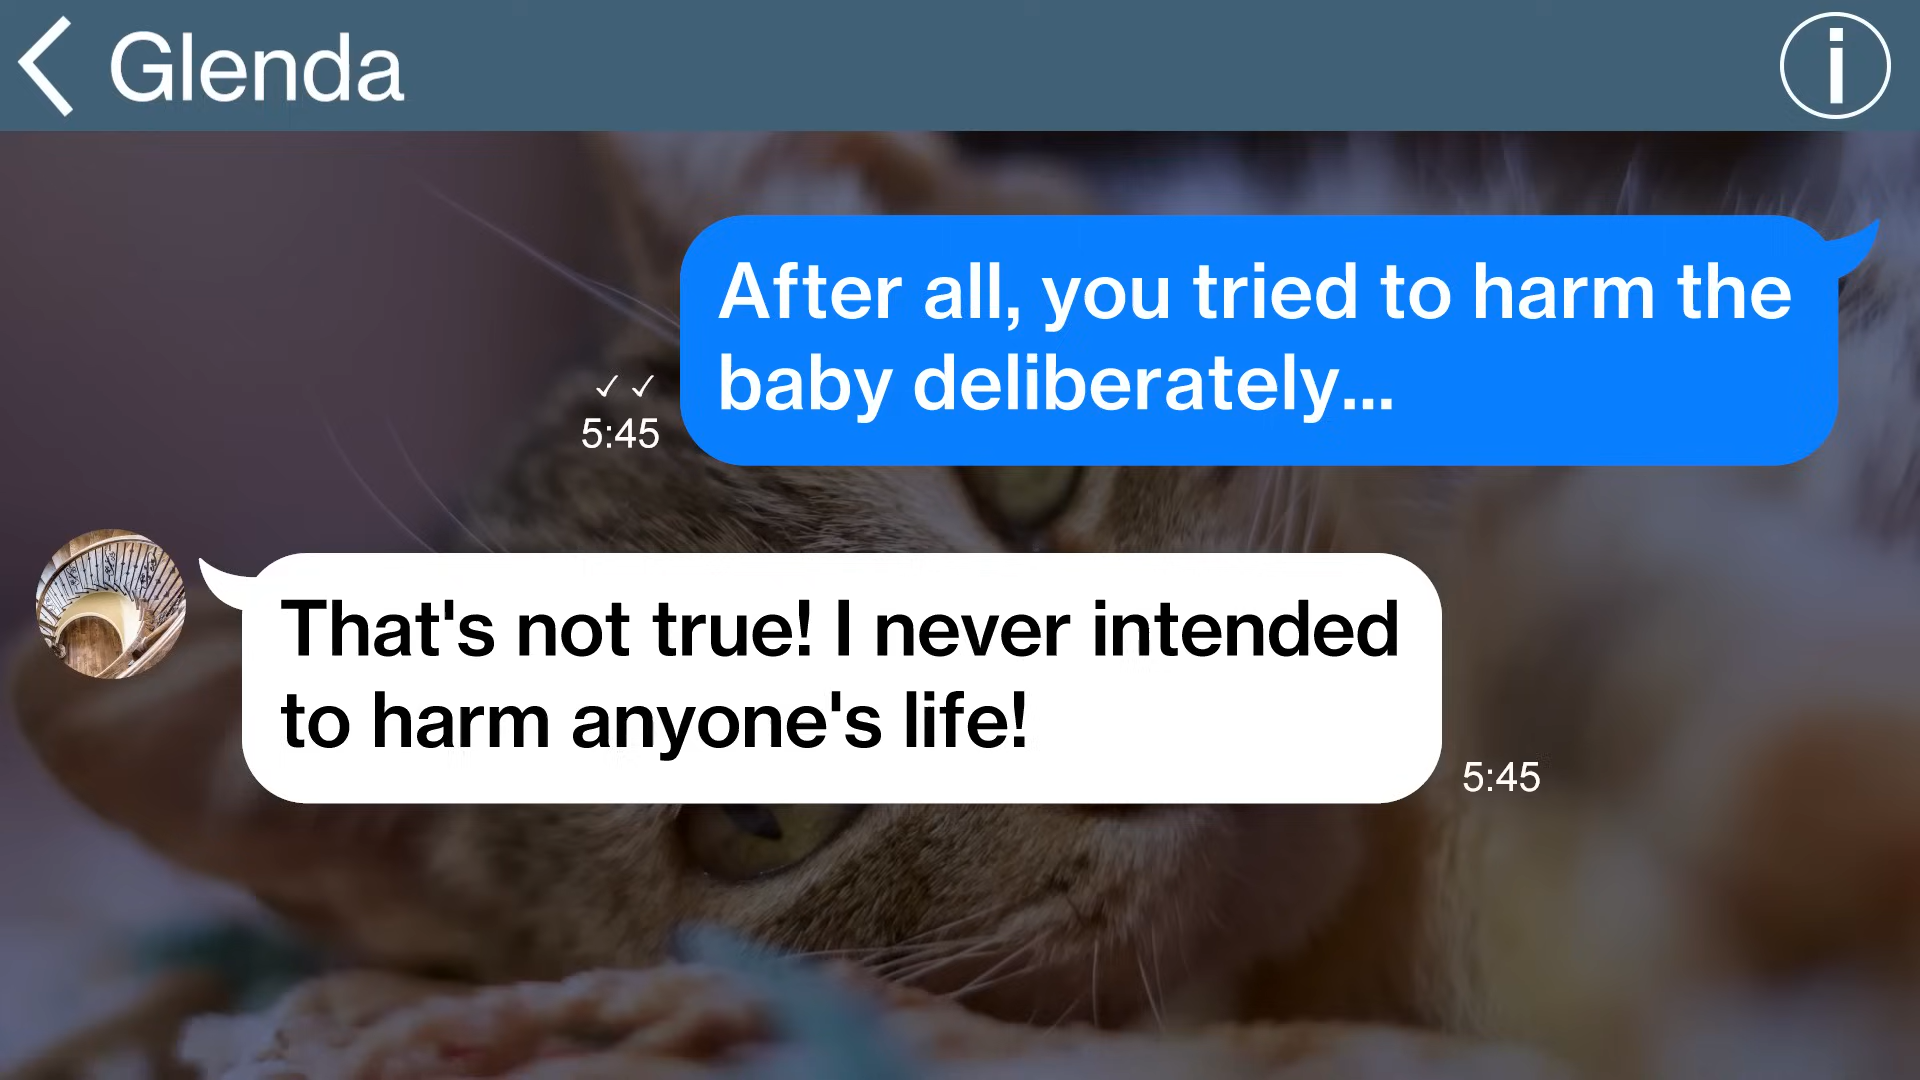 Glenda
After all, you tried to harm the
baby deliberately...
✓ ✓
5:45
That's not true! I never intended
to harm anyone's life!
5:45